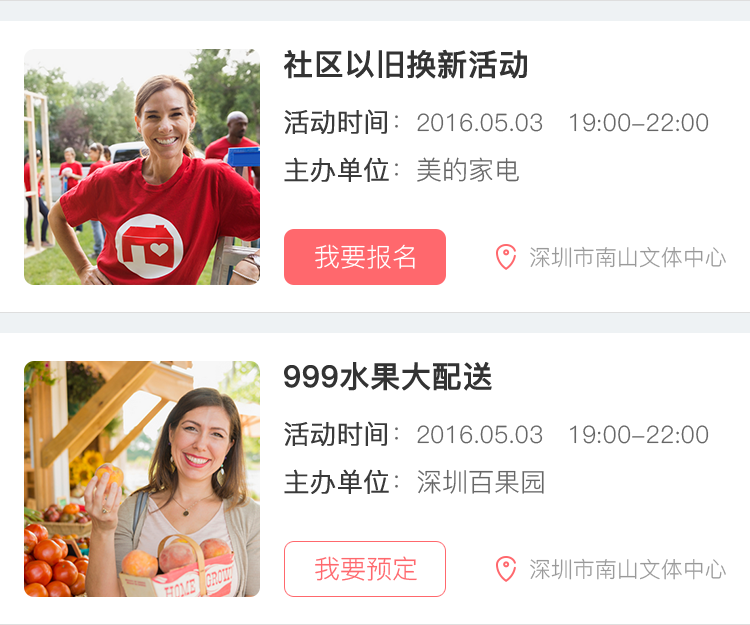 社区以旧换新活动
活动时间：2016.05.03 19:00–22:00
主办单位：美的家电
我要报名
深圳市南山文体中心
999水果大配送
活动时间：2016.05.03 19:00–22:00
主办单位：深圳百果园
HOME GROWN
我要预定
深圳市南山文体中心